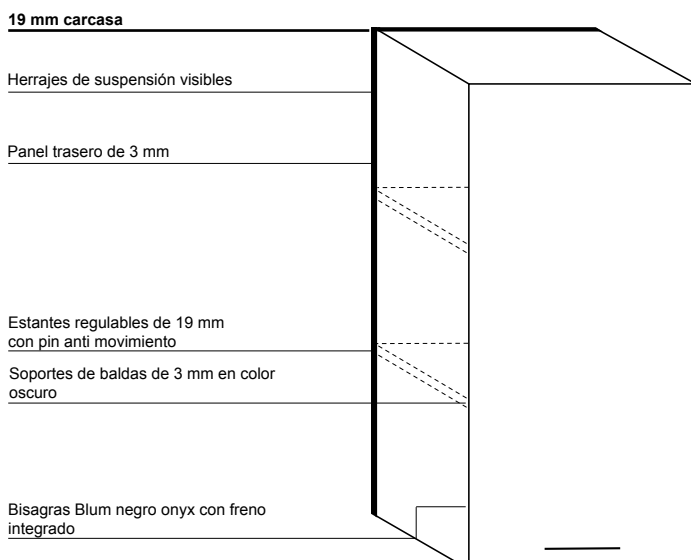 19 mm carcasa
Herrajes de suspensión visibles
Panel trasero de 3 mm
Estantes regulables de 19 mm
con pin anti movimiento
Soportes de baldas de 3 mm en color
oscuro
Bisagras Blum negro onyx con freno
integrado